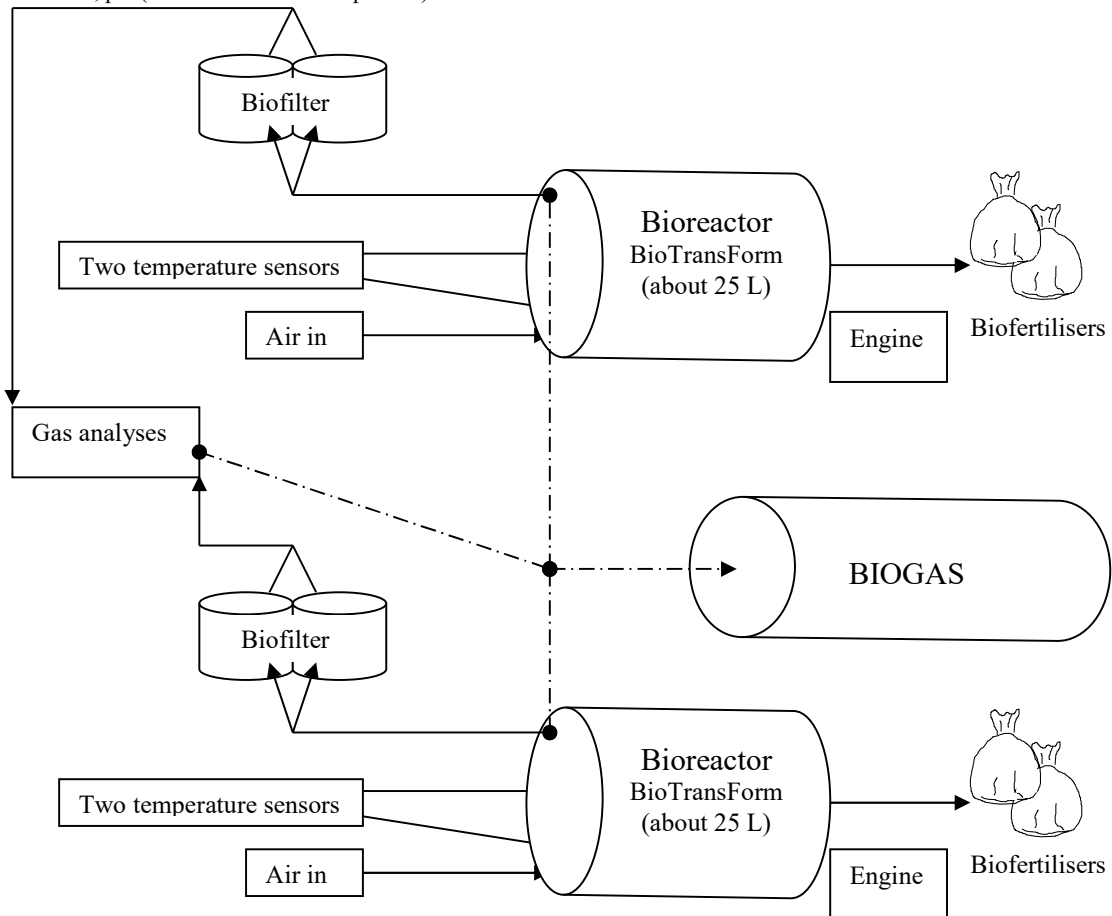 Biofilter
Bioreactor
BioTransForm
(about 25 L)
Two temperature sensors
Air in
Engine
Biofertilisers
Gas analyses
BIOGAS
Biofilter
Bioreactor
BioTransForm
(about 25 L)
Two temperature sensors
Air in
Engine
Biofertilisers